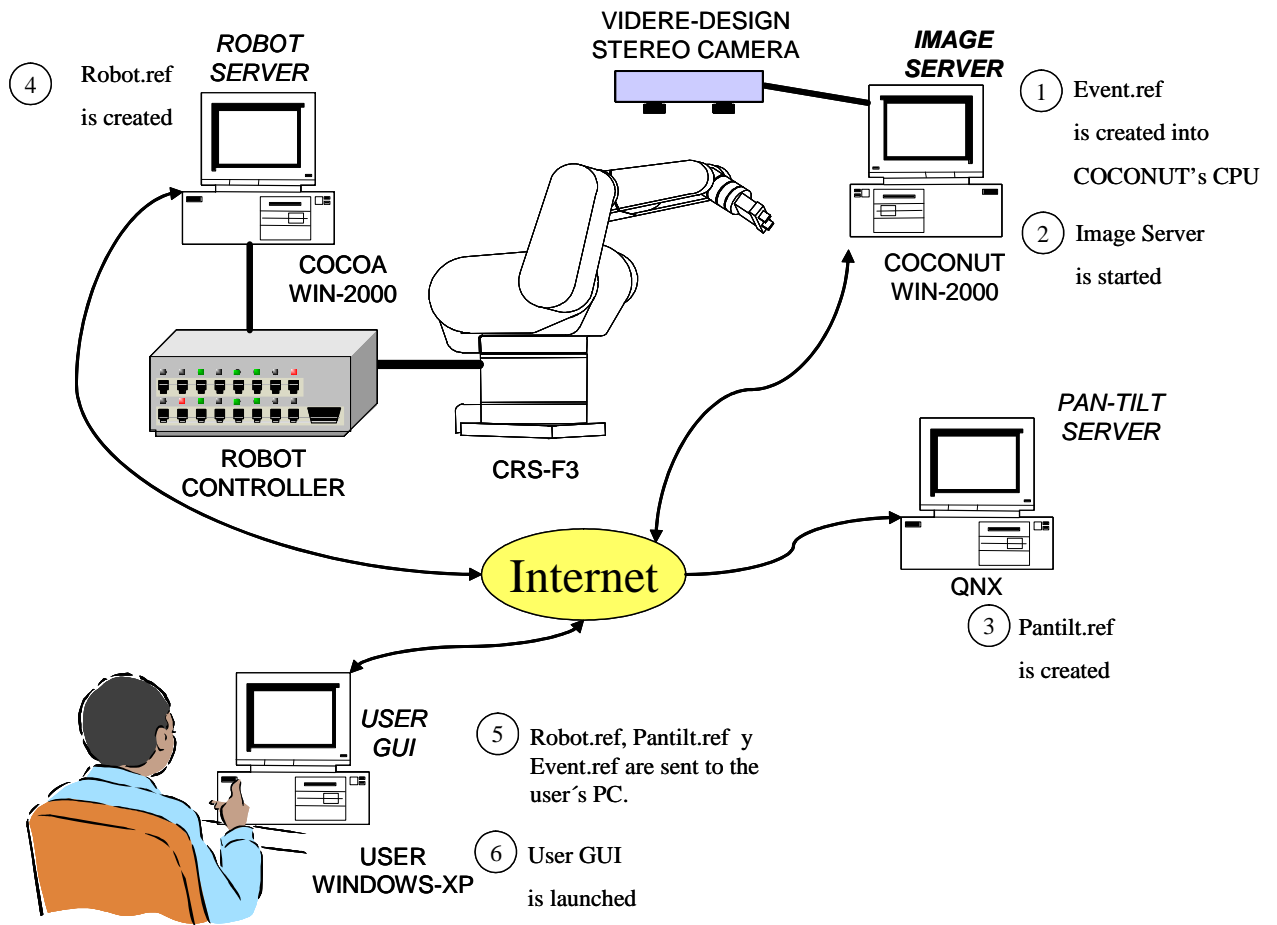 VIDERE-DESIGN
STEREO CAMERA
ROBOT
SERVER
IMAGE
SERVER
4
Robot.ref
is created
1
Event.ref
is created into
COCONUT's CPU
2
Image Server
is started
COCOA
WIN-2000
COCONUT
WIN-2000
ROBOT
CONTROLLER
CRS-F3
PAN-TILT
SERVER
Internet
QNX
3
Pantilt.ref
is created
USER
GUI
5
Robot.ref, Pantilt.ref y
Event.ref are sent to the
user´s PC.
USER
WINDOWS-XP
6
User GUI
is launched